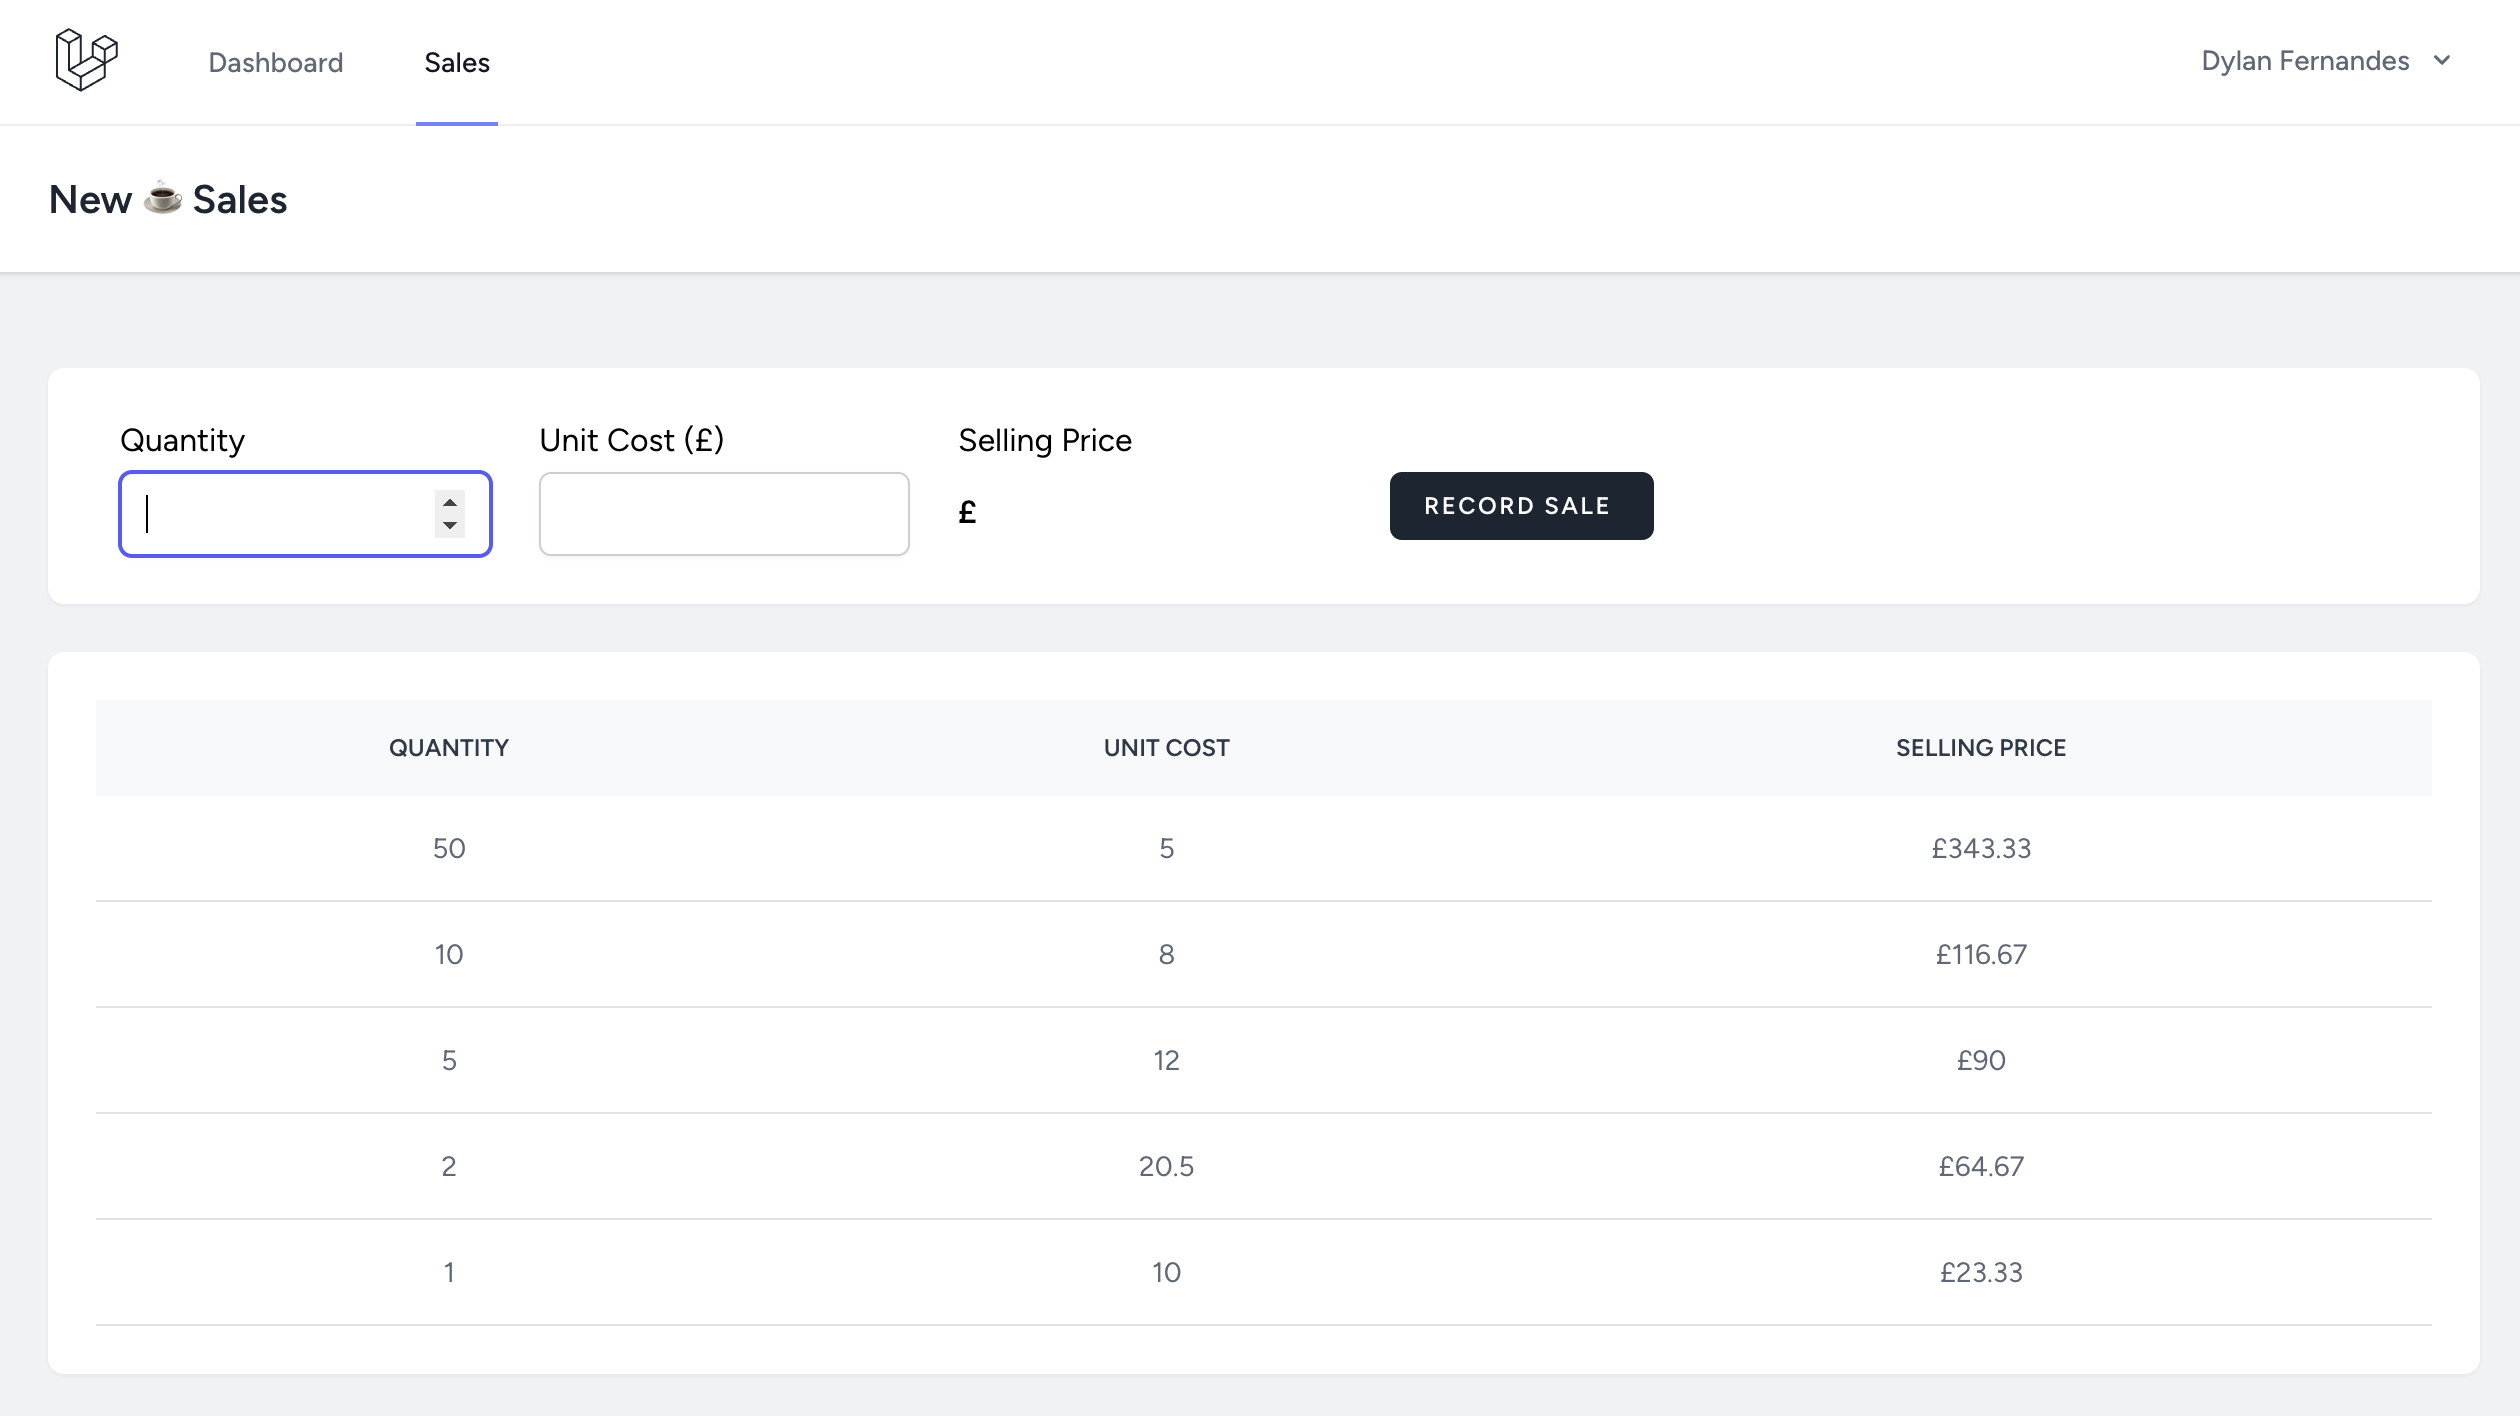 Dashboard Sales Dylan Fernandes
New ☕ Sales
Quantity Unit Cost (£) Selling Price
£ RECORD SALE
QUANTITY UNIT COST SELLING PRICE
50 5 £343.33
10 8 £116.67
5 12 £90
2 20.5 £64.67
1 10 £23.33